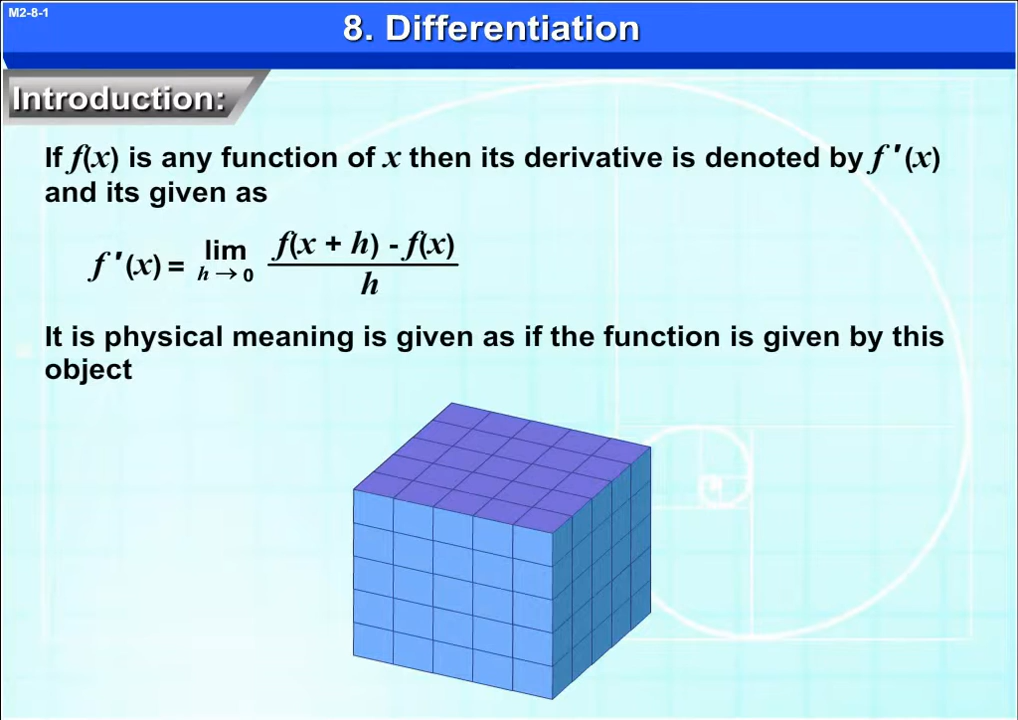 M2-8-1
8. Differentiation
Introduction:
If f(x) is any function of x then its derivative is denoted by f '(x)
and its given as
f '(x) = lim h → 0 f(x + h) - f(x) / h
It is physical meaning is given as if the function is given by this
object